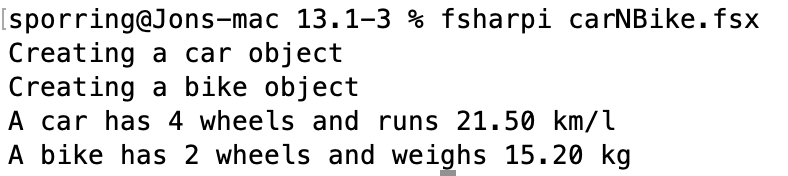 [sporring@Jons-mac 13.1-3 % fsharpi carNBike.fsx
Creating a car object
Creating a bike object
A car has 4 wheels and runs 21.50 km/l
A bike has 2 wheels and weighs 15.20 kg